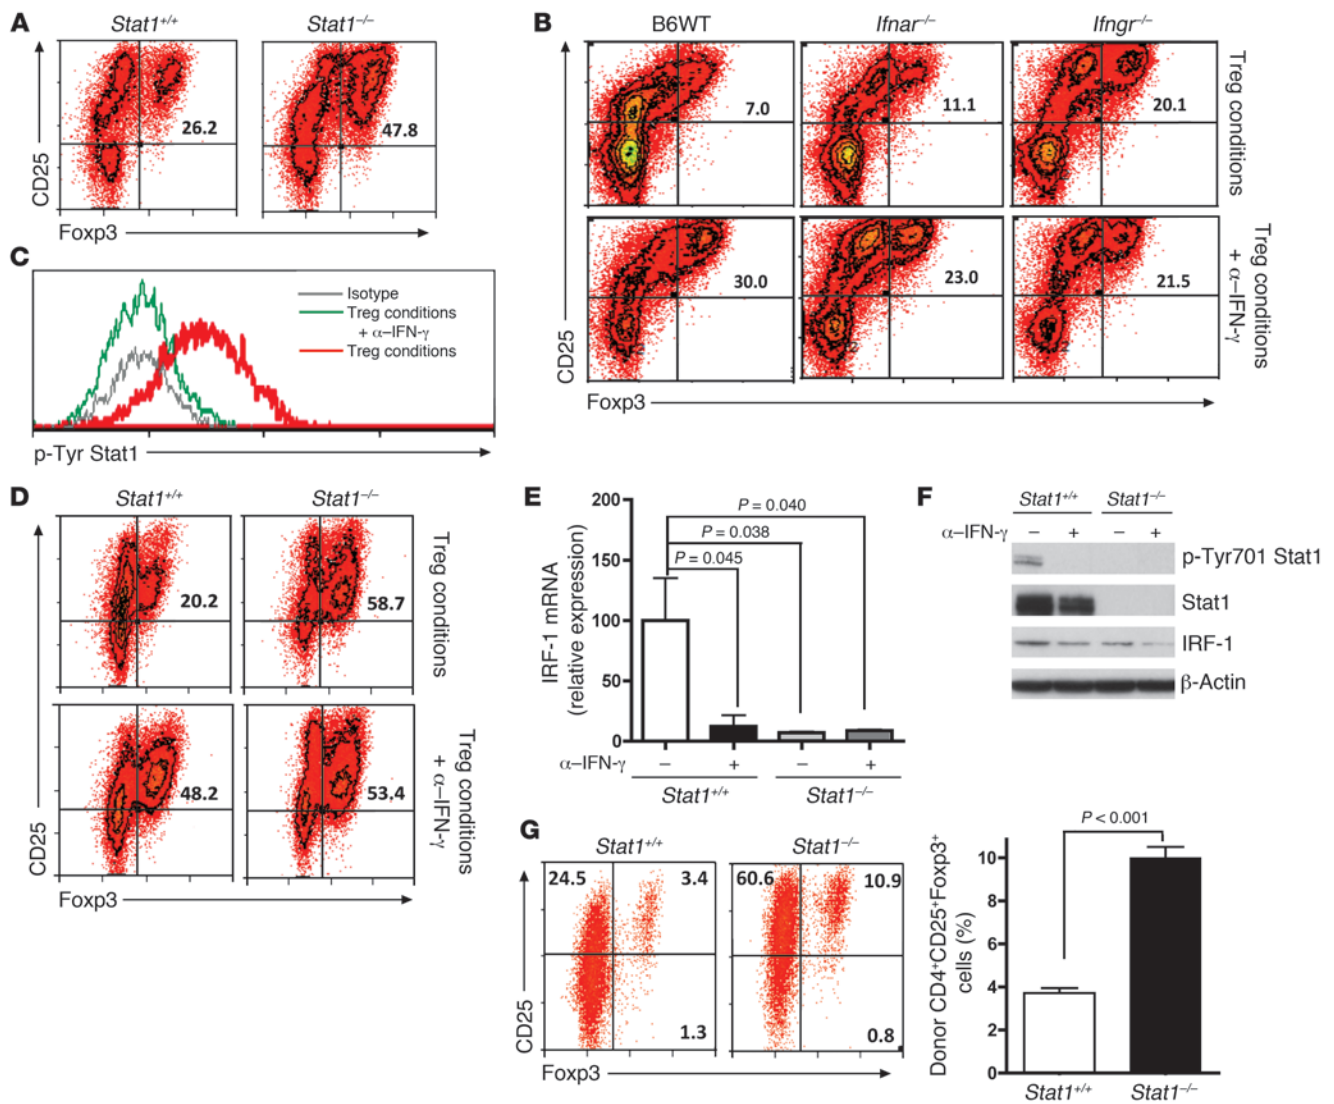 A
Stat1+/+
Stat1−/−
26.2
47.8
CD25
Foxp3
B
B6WT
Ifnar−/−
Ifngr−/−
7.0
11.1
20.1
Treg conditions
30.0
23.0
21.5
Treg conditions
+ α–IFN-γ
CD25
Foxp3
C
Isotype
Treg conditions
+ α–IFN-γ
Treg conditions
p-Tyr Stat1
D
Stat1+/+
Stat1−/−
20.2
58.7
Treg conditions
48.2
53.4
Treg conditions
+ α–IFN-γ
CD25
Foxp3
E
200
150
100
50
0
IRF-1 mRNA
(relative expression)
P = 0.040
P = 0.038
P = 0.045
α–IFN-γ − + − +
Stat1+/+ Stat1−/−
F
Stat1+/+ Stat1−/−
α–IFN-γ − + − +
p-Tyr701 Stat1
Stat1
IRF-1
β-Actin
G
Stat1+/+
Stat1−/−
24.5 3.4
1.3
60.6 10.9
0.8
CD25
Foxp3
Donor CD4+CD25+Foxp3+
cells (%)
P < 0.001
10
8
6
4
2
0
Stat1+/+ Stat1−/−